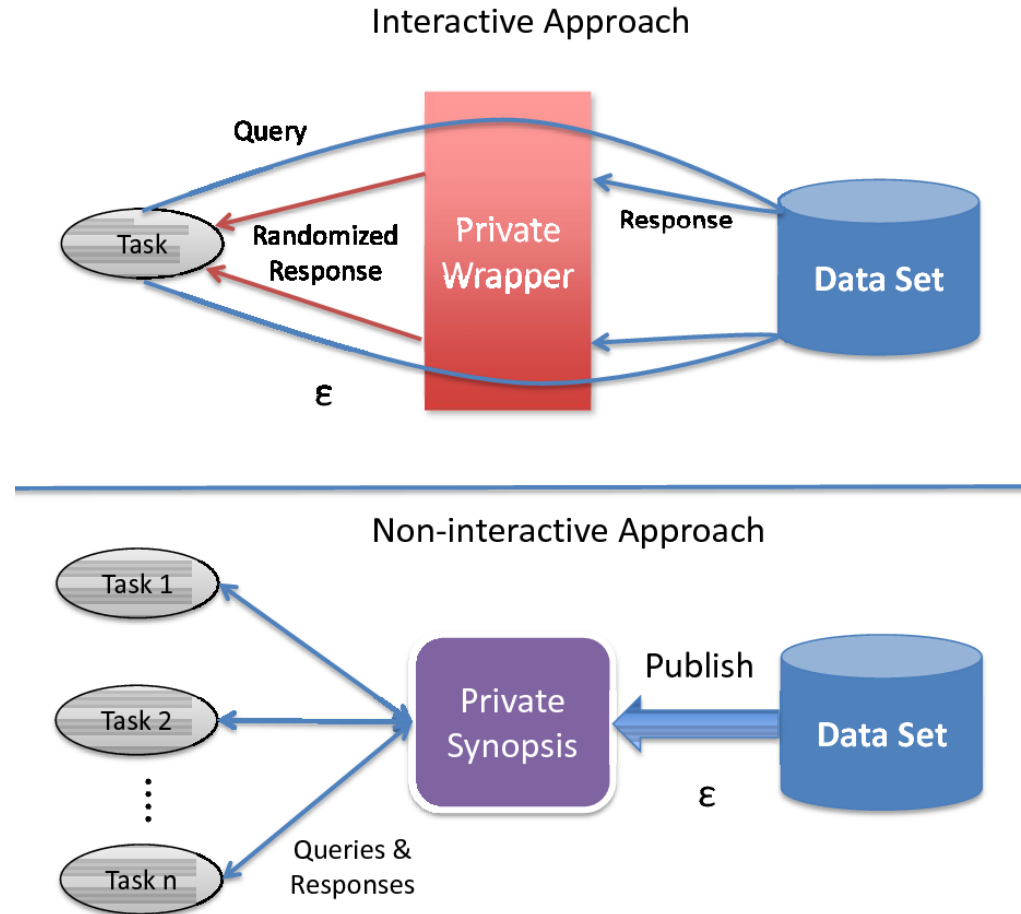 Interactive Approach
Query
Task
Randomized
Response
Private
Wrapper
Response
Data Set
ε
Non-interactive Approach
Task 1
Task 2
Task n
Queries &
Responses
Private
Synopsis
Publish
ε
Data Set